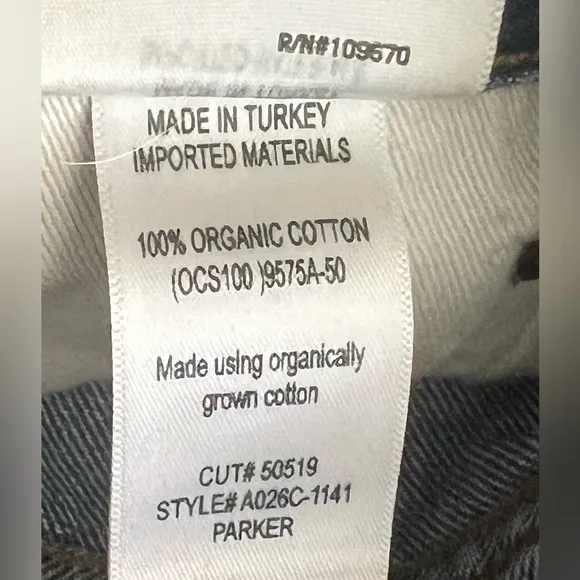 R/N#109670
MADE IN TURKEY
IMPORTED MATERIALS
100% ORGANIC COTTON
(OCS100 )9575A-50
Made using organically
grown cotton
CUT# 50519
STYLE# A026C-1141
PARKER